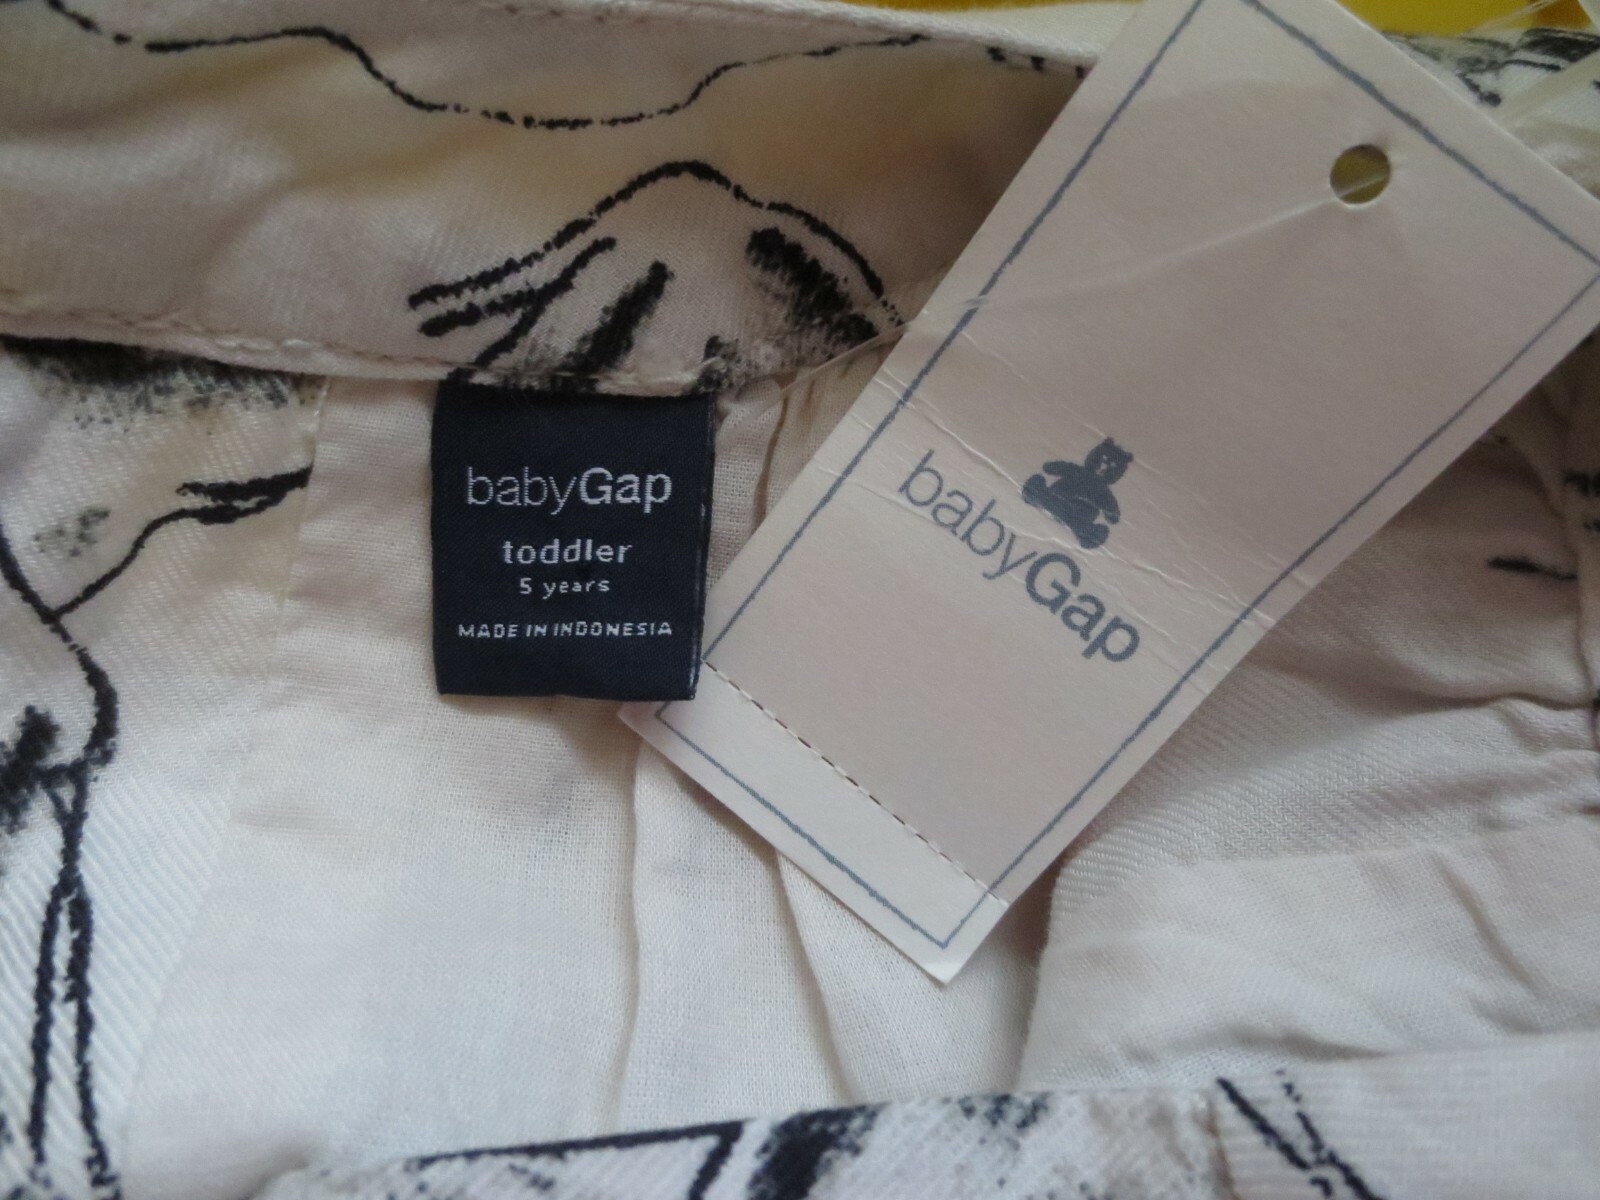 babyGap
toddler
5 years
MADE IN INDONESIA
babyGap